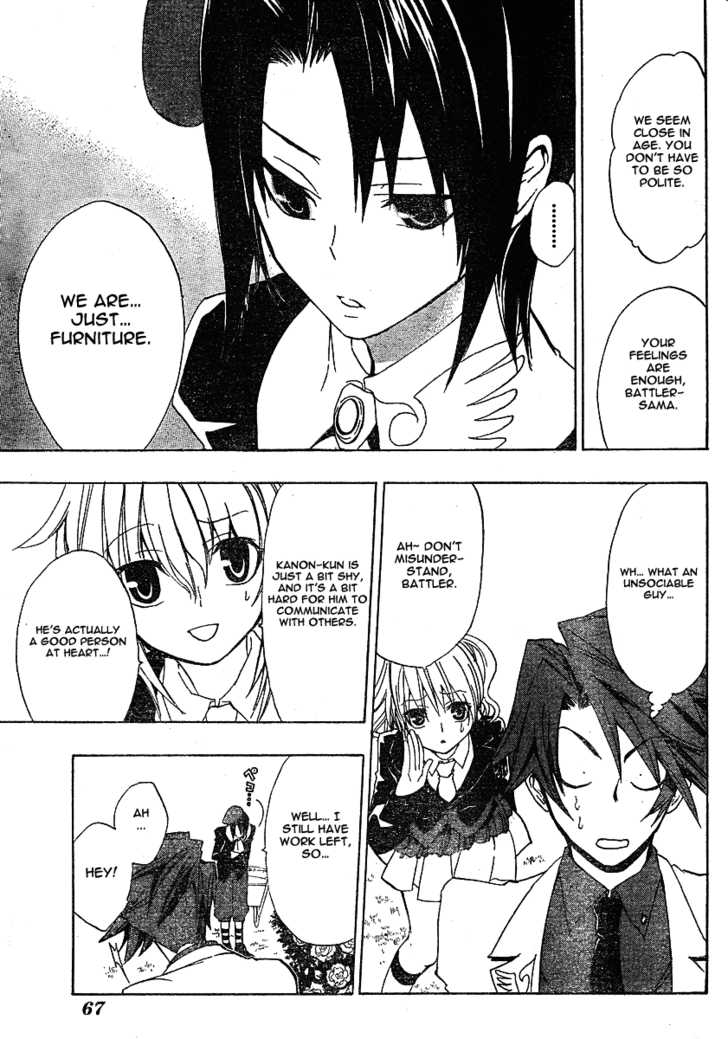 WE SEEM
CLOSE IN
AGE. YOU
DON'T HAVE
TO BE SO
POLITE.
YOUR
FEELINGS
ARE
ENOUGH,
BATTLER-
SAMA.
.........
WE ARE...
JUST...
FURNITURE.
WH... WHAT AN
UNSOCIABLE
GUY...
AH~ DON'T
MISUNDER-
STAND,
BATTLER.
KANON-KUN IS
JUST A BIT SHY,
AND IT'S A BIT
HARD FOR HIM TO
COMMUNICATE
WITH OTHERS.
HE'S ACTUALLY
A GOOD PERSON
AT HEART...!
WELL... I
STILL HAVE
WORK LEFT,
SO...
ペコ...
AH
...
HEY!
67